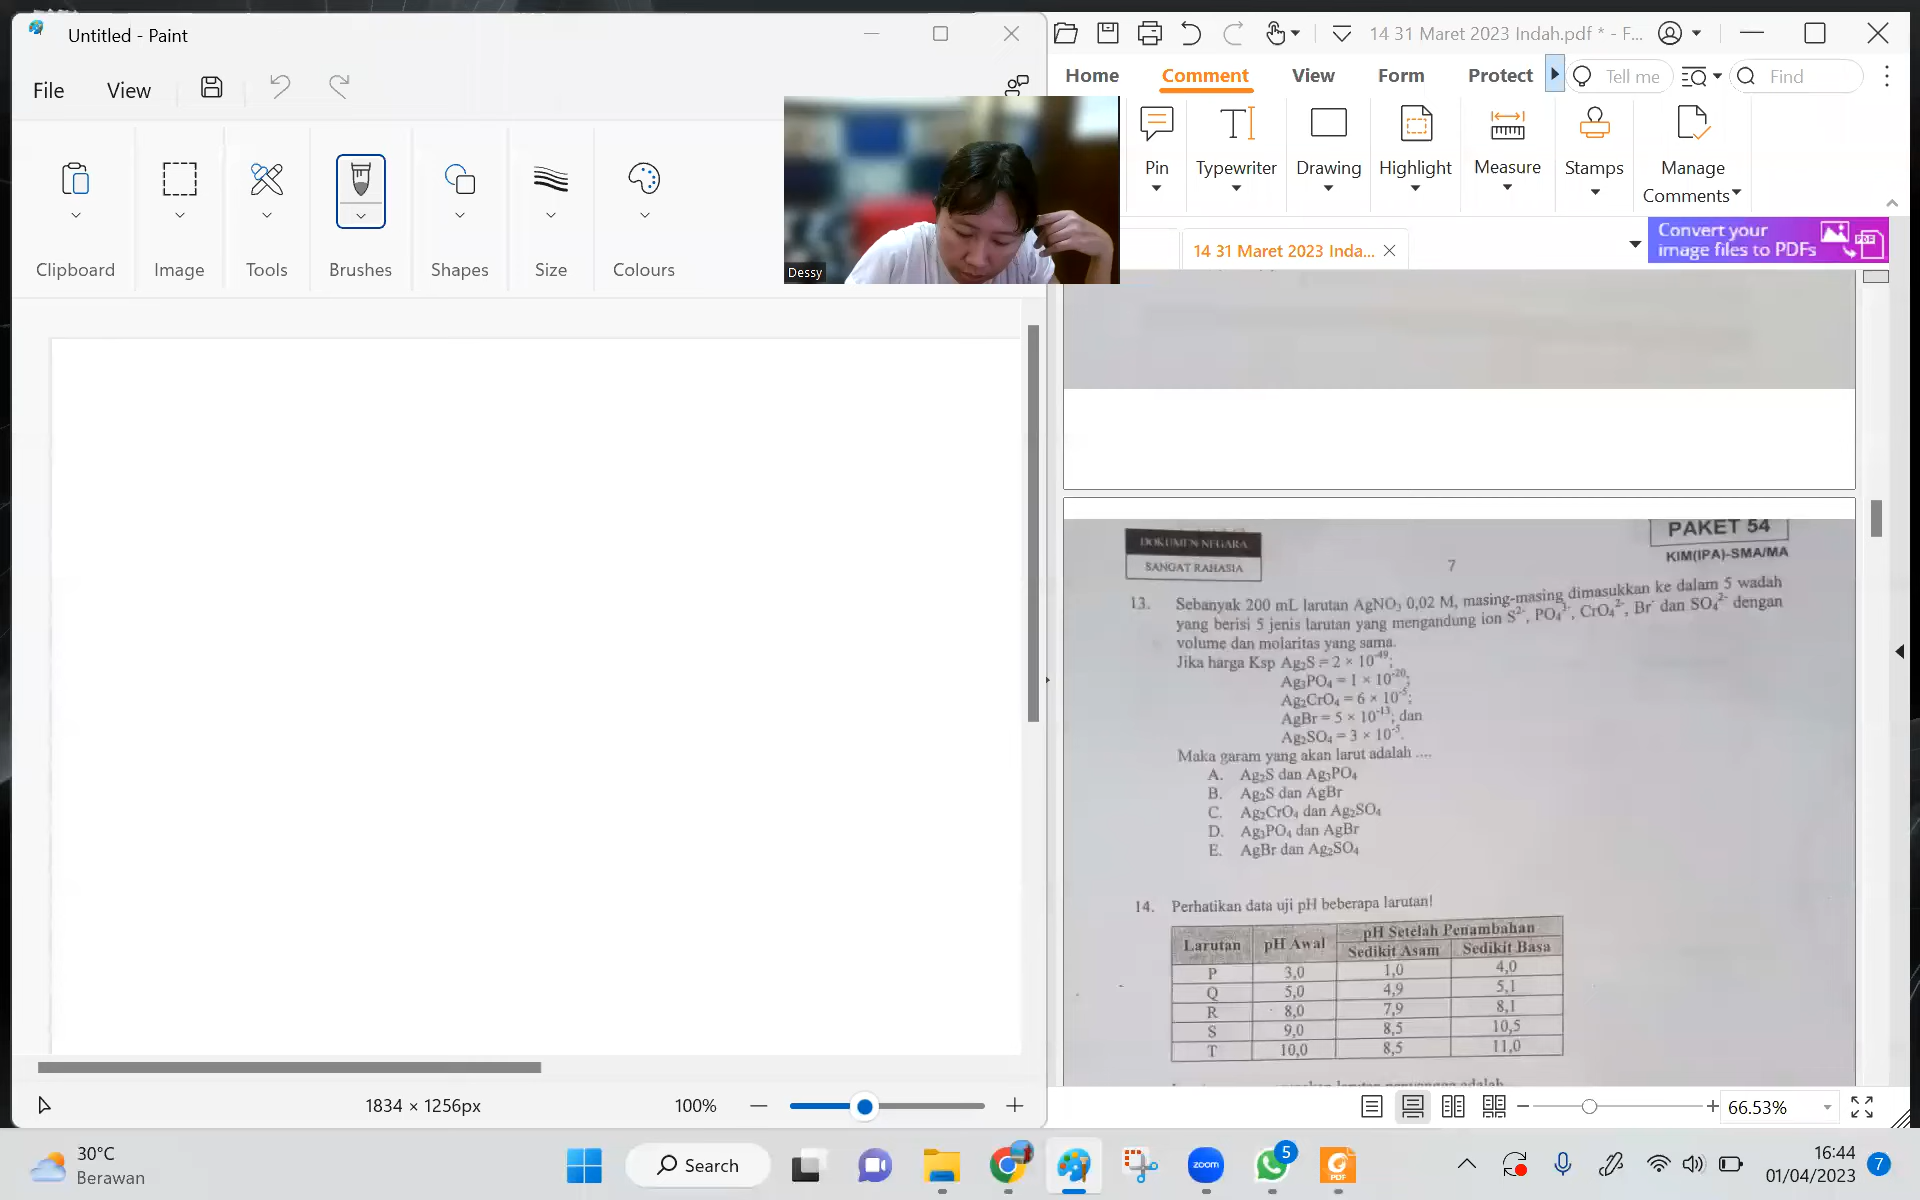 Untitled - Paint
File
View
Clipboard
Image
Tools
Brushes
Shapes
Size
Colours
Dessy
1834 × 1256px
100%
14 31 Maret 2023 Indah.pdf * - F...
Home
Comment
View
Form
Protect
Tell me
Find
Pin
Typewriter
Drawing
Highlight
Measure
Stamps
Manage
Comments
14 31 Maret 2023 Inda...
Convert your
image files to PDFs
PDF
DOKUMEN NEGARA
SANGAT RAHASIA
7
PAKET 54
KIM(IPA)-SMA/MA
13. Sebanyak 200 mL larutan AgNO₃ 0,02 M, masing-masing dimasukkan ke dalam 5 wadah
yang berisi 5 jenis larutan yang mengandung ion S²⁻, PO₄³⁻, CrO₄²⁻, Br⁻ dan SO₄²⁻ dengan
volume dan molaritas yang sama.
Jika harga Ksp Ag₂S = 2 × 10⁻⁴⁹;
Ag₃PO₄ = 1 × 10⁻²⁰;
Ag₂CrO₄ = 6 × 10⁻⁵;
AgBr = 5 × 10⁻¹³; dan
Ag₂SO₄ = 3 × 10⁻⁵.
Maka garam yang akan larut adalah ....
A. Ag₂S dan Ag₃PO₄
B. Ag₂S dan AgBr
C. Ag₂CrO₄ dan Ag₂SO₄
D. Ag₃PO₄ dan AgBr
E. AgBr dan Ag₂SO₄
14. Perhatikan data uji pH beberapa larutan!
Larutan pH Awal pH Setelah Penambahan
Sedikit Asam Sedikit Basa
P 3,0 1,0 4,0
Q 5,0 4,9 5,1
R 8,0 7,9 8,1
S 9,0 8,5 10,5
T 10,0 8,5 11,0
larutan penyangga adalah
66.53%
30°C
Berawan
Search
zoom
5
PDF
16:44
01/04/2023
7